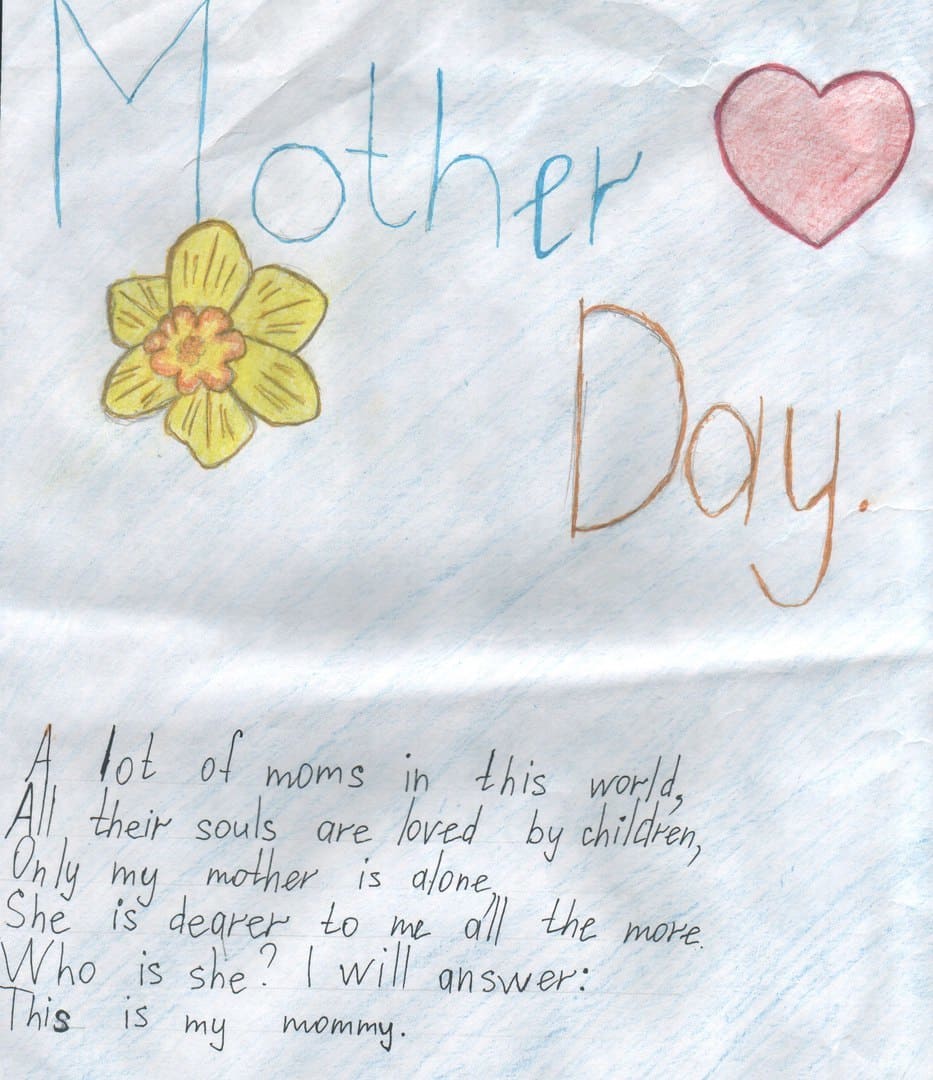 Mother
Day.
A lot of moms in this world,
All their souls are loved by children,
Only my mother is alone,
She is dearer to me all the more.
Who is she? I will answer:
This is my mommy.